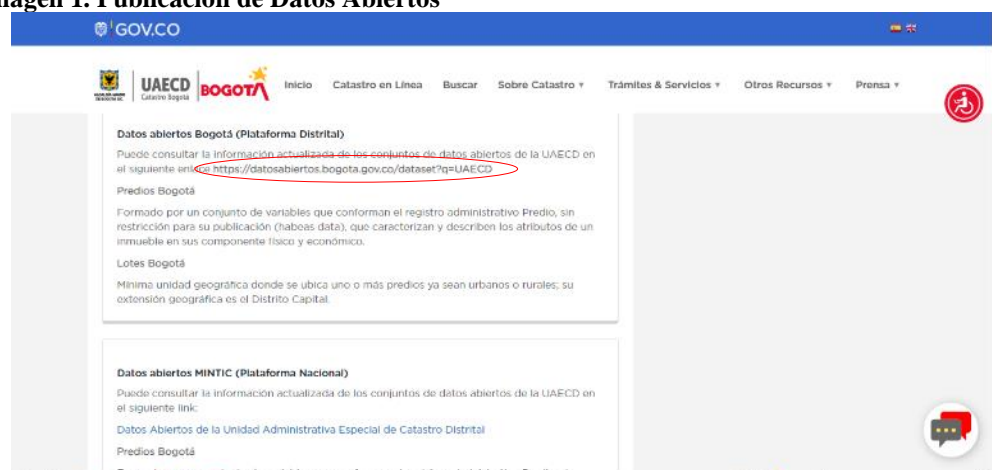 magen 1. Publicación de Datos Abiertos
GOV.CO
UAECD
Catastro Bogotá
BOGOTÁ
Inicio Catastro en Línea Buscar Sobre Catastro Trámites & Servicios Otros Recursos Prensa
Datos abiertos Bogotá (Plataforma Distrital)
Puede consultar la información actualizada de los conjuntos de datos abiertos de la UAECD en
el siguiente enlace https://datosabiertos.bogota.gov.co/dataset?q=UAECD
Predios Bogotá
Formado por un conjunto de variables que conforman el registro administrativo Predio, sin
restricción para su publicación (habeas data), que caracterizan y describen los atributos de un
inmueble en sus componente físico y económico.
Lotes Bogotá
Mínima unidad geográfica donde se ubica uno o más predios ya sean urbanos o rurales; su
extensión geográfica es el Distrito Capital.
Datos abiertos MINTIC (Plataforma Nacional)
Puede consultar la información actualizada de los conjuntos de datos abiertos de la UAECD en
el siguiente link:
Datos Abiertos de la Unidad Administrativa Especial de Catastro Distrital
Predios Bogotá